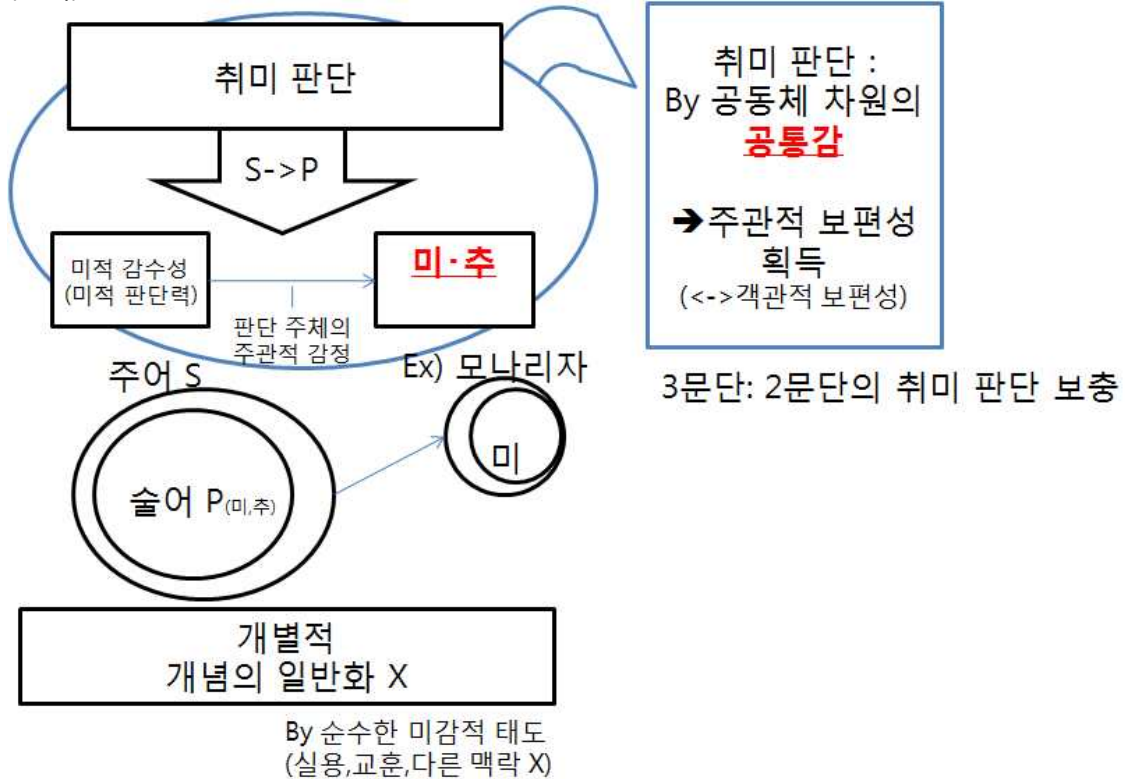 취미 판단
S->P
미적 감수성
(미적 판단력)
미·추
판단 주체의
주관적 감정
취미 판단 :
By 공동체 차원의
공통감
➔주관적 보편성
획득
(<->객관적 보편성)
3문단: 2문단의 취미 판단 보충
주어 S
술어 P(미,추)
Ex) 모나리자
미
개별적
개념의 일반화 X
By 순수한 미감적 태도
(실용,교훈,다른 맥락 X)